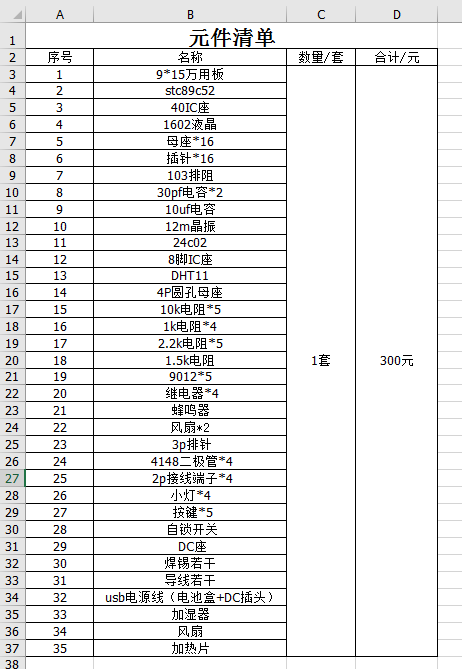 A B C D
1 元件清单
2 序号 名称 数量/套 合计/元
3 1 9*15万用板
4 2 stc89c52
5 3 40IC座
6 4 1602液晶
7 5 母座*16
8 6 插针*16
9 7 103排阻
10 8 30pf电容*2
11 9 10uf电容
12 10 12m晶振
13 11 24c02
14 12 8脚IC座
15 13 DHT11
16 14 4P圆孔母座
17 15 10k电阻*5
18 16 1k电阻*4
19 17 2.2k电阻*5
20 18 1.5k电阻 1套 300元
21 19 9012*5
22 20 继电器*4
23 21 蜂鸣器
24 22 风扇*2
25 23 3p排针
26 24 4148二极管*4
27 25 2p接线端子*4
28 26 小灯*4
29 27 按键*5
30 28 自锁开关
31 29 DC座
32 30 焊锡若干
33 31 导线若干
34 32 usb电源线（电池盒+DC插头）
35 33 加湿器
36 34 风扇
37 35 加热片
38